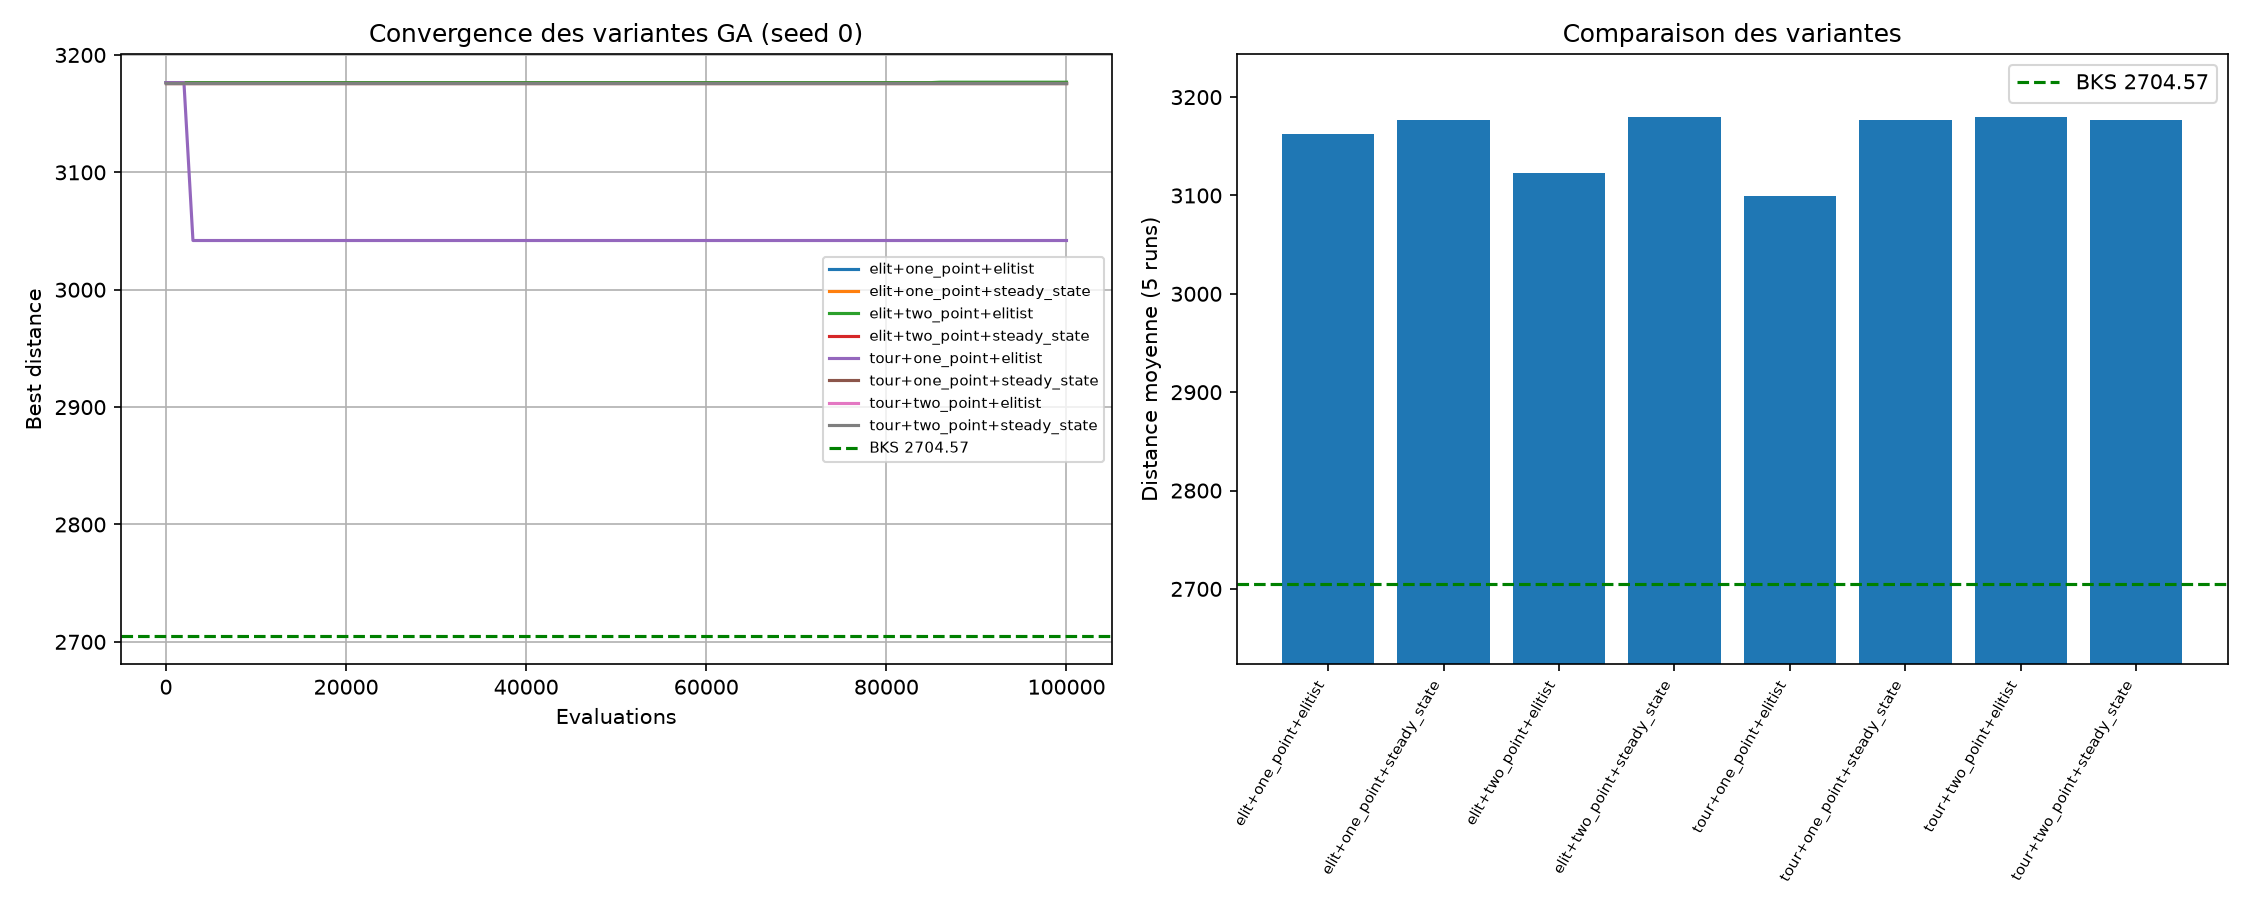 Convergence des variantes GA (seed 0)
3200
3100
3000
2900
2800
2700
Best distance
0
20000
40000
60000
80000
100000
Evaluations
elit+one_point+elitist
elit+one_point+steady_state
elit+two_point+elitist
elit+two_point+steady_state
tour+one_point+elitist
tour+one_point+steady_state
tour+two_point+elitist
tour+two_point+steady_state
BKS 2704.57
Comparaison des variantes
BKS 2704.57
3200
3100
3000
2900
2800
2700
Distance moyenne (5 runs)
elit+one_point+elitist
elit+one_point+steady_state
elit+two_point+elitist
elit+two_point+steady_state
tour+one_point+elitist
tour+one_point+steady_state
tour+two_point+elitist
tour+two_point+steady_state